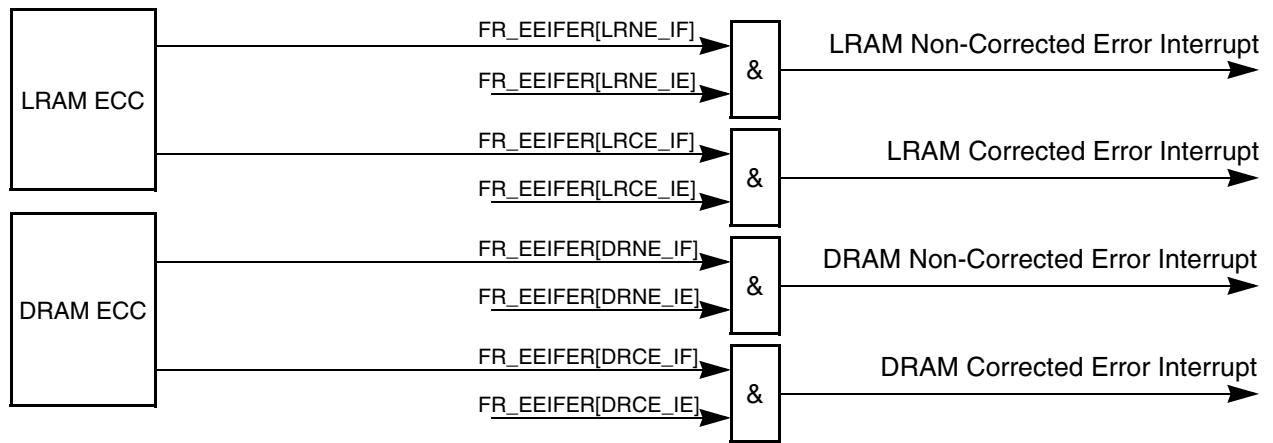 FR_EEIFER[LRNE_IF]
LRAM Non-Corrected Error Interrupt
&
FR_EEIFER[LRNE_IE]
LRAM ECC
FR_EEIFER[LRCE_IF]
LRAM Corrected Error Interrupt
&
FR_EEIFER[LRCE_IE]
FR_EEIFER[DRNE_IF]
DRAM Non-Corrected Error Interrupt
&
FR_EEIFER[DRNE_IE]
DRAM ECC
FR_EEIFER[DRCE_IF]
DRAM Corrected Error Interrupt
&
FR_EEIFER[DRCE_IE]